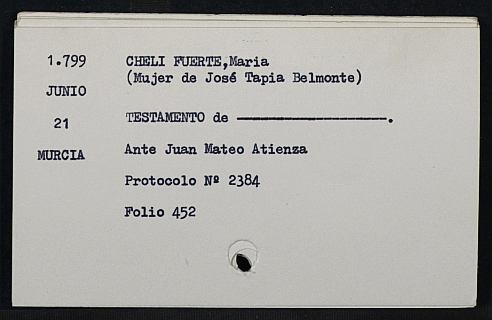 1.799 CHELI FUERTE,Maria
(Mujer de José Tapia Belmonte)
JUNIO
21 TESTAMENTO de ------------------.
MURCIA Ante Juan Mateo Atienza
Protocolo Nº 2384
Folio 452